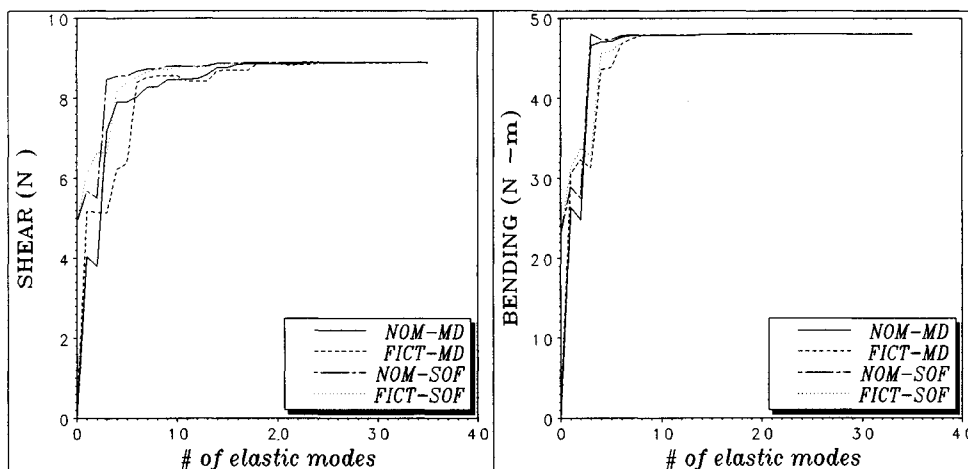 10
8
6
4
2
0
SHEAR (N )
NOM-MD
FICT-MD
NOM-SOF
FICT-SOF
0 10 20 30 40
# of elastic modes
50
40
30
20
10
0
BENDING (N -m)
NOM-MD
FICT-MD
NOM-SOF
FICT-SOF
0 10 20 30 40
# of elastic modes